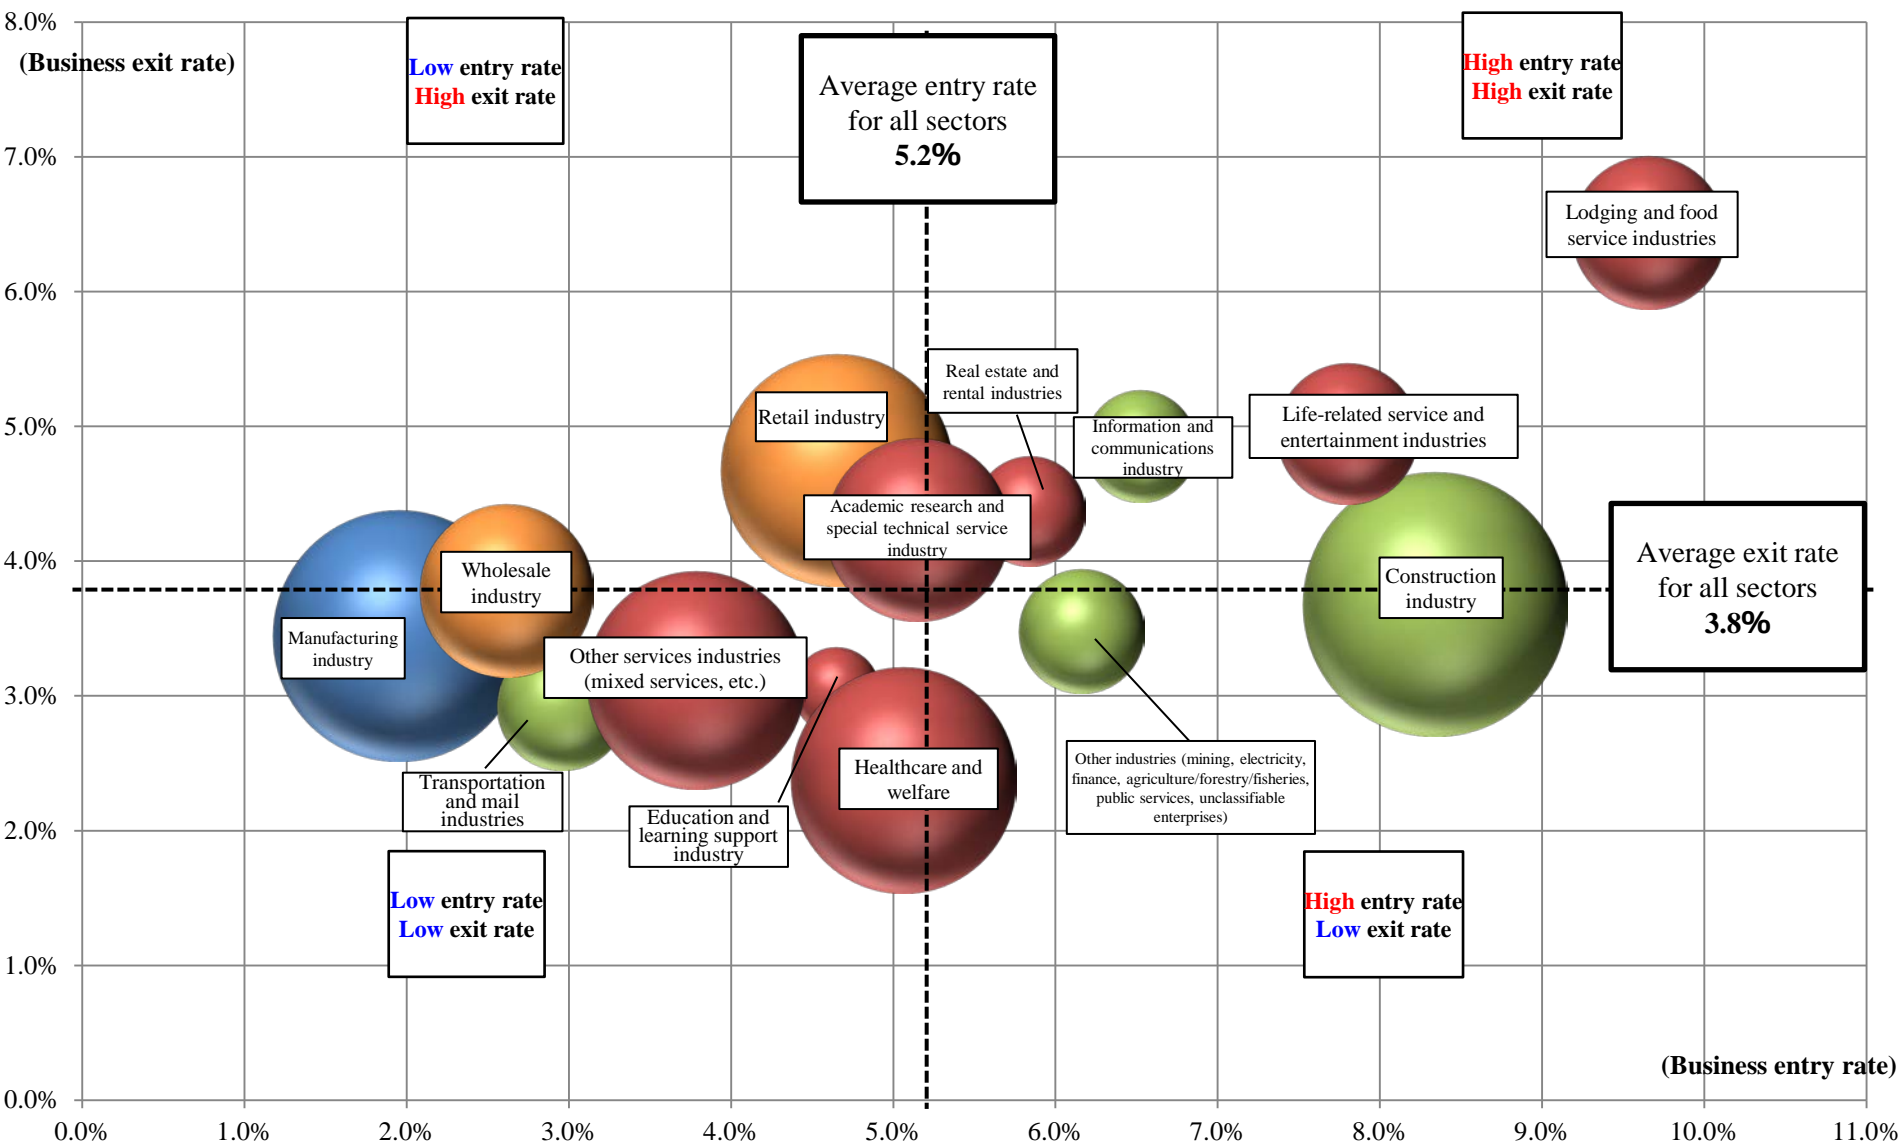 8.0%
(Business exit rate)
Low entry rate
High exit rate
Average entry rate
for all sectors
5.2%
High entry rate
High exit rate
7.0%
Lodging and food
service industries
6.0%
Real estate and
rental industries
Retail industry
5.0%
Information and
communications
industry
Life-related service and
entertainment industries
Academic research and
special technical service
industry
4.0%
Wholesale
industry
Construction
industry
Average exit rate
for all sectors
3.8%
Manufacturing
industry
Other services industries
(mixed services, etc.)
3.0%
Transportation
and mail
industries
Healthcare and
welfare
Other industries (mining, electricity,
finance, agriculture/forestry/fisheries,
public services, unclassifiable
enterprises)
Education and
learning support
industry
2.0%
Low entry rate
Low exit rate
High entry rate
Low exit rate
1.0%
(Business entry rate)
0.0%
0.0% 1.0% 2.0% 3.0% 4.0% 5.0% 6.0% 7.0% 8.0% 9.0% 10.0% 11.0%